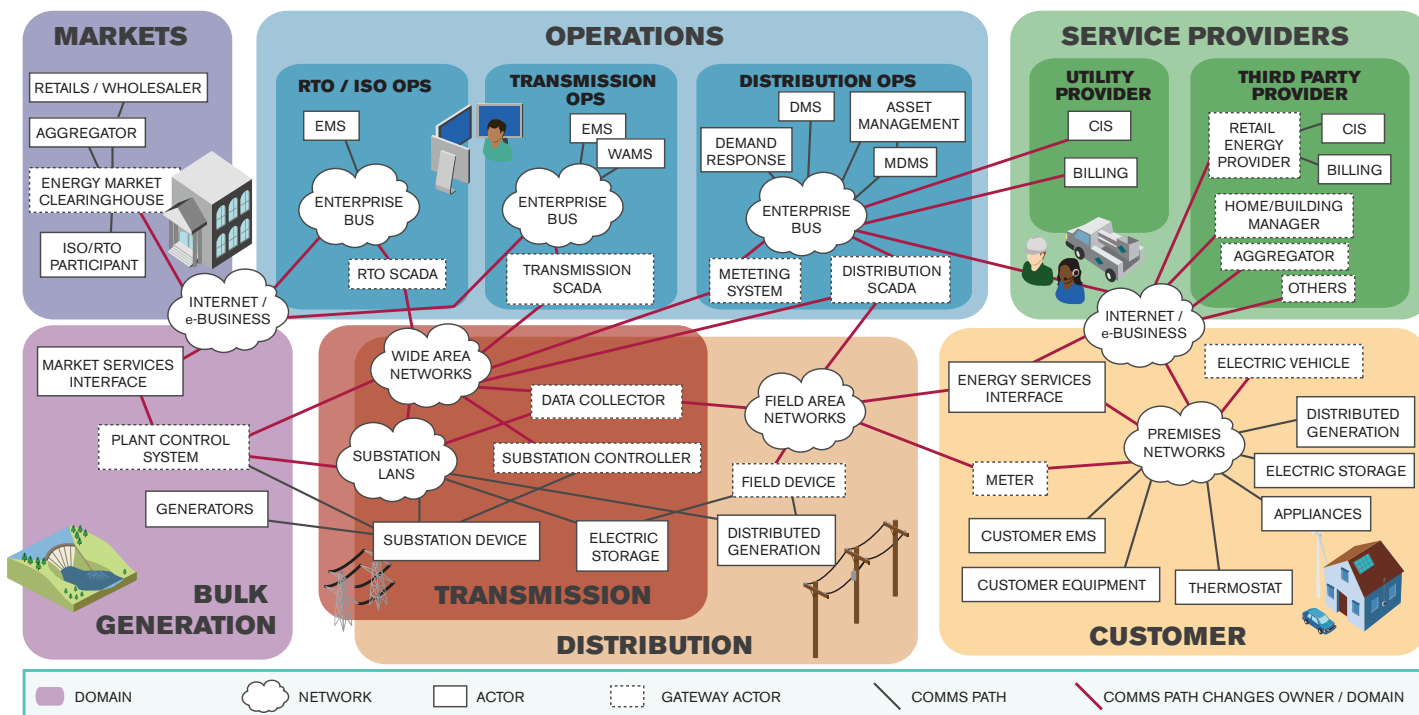 MARKETS
RETAILS / WHOLESALER
AGGREGATOR
ENERGY MARKET
CLEARINGHOUSE
ISO/RTO
PARTICIPANT
INTERNET /
e-BUSINESS
OPERATIONS
RTO / ISO OPS
EMS
ENTERPRISE
BUS
RTO SCADA
TRANSMISSION
OPS
EMS
WAMS
ENTERPRISE
BUS
TRANSMISSION
SCADA
DISTRIBUTION OPS
DMS
ASSET
MANAGEMENT
DEMAND
RESPONSE
MDMS
ENTERPRISE
BUS
METETING
SYSTEM
DISTRIBUTION
SCADA
SERVICE PROVIDERS
UTILITY
PROVIDER
CIS
BILLING
THIRD PARTY
PROVIDER
RETAIL
ENERGY
PROVIDER
CIS
BILLING
HOME/BUILDING
MANAGER
AGGREGATOR
OTHERS
INTERNET /
e-BUSINESS
MARKET SERVICES
INTERFACE
PLANT CONTROL
SYSTEM
GENERATORS
BULK
GENERATION
WIDE AREA
NETWORKS
DATA COLLECTOR
SUBSTATION
LANS
SUBSTATION CONTROLLER
SUBSTATION DEVICE
ELECTRIC
STORAGE
TRANSMISSION
FIELD AREA
NETWORKS
FIELD DEVICE
DISTRIBUTED
GENERATION
DISTRIBUTION
ENERGY SERVICES
INTERFACE
ELECTRIC VEHICLE
PREMISES
NETWORKS
DISTRIBUTED
GENERATION
METER
ELECTRIC STORAGE
APPLIANCES
CUSTOMER EMS
CUSTOMER EQUIPMENT
THERMOSTAT
CUSTOMER
DOMAIN
NETWORK
ACTOR
GATEWAY ACTOR
COMMS PATH
COMMS PATH CHANGES OWNER / DOMAIN